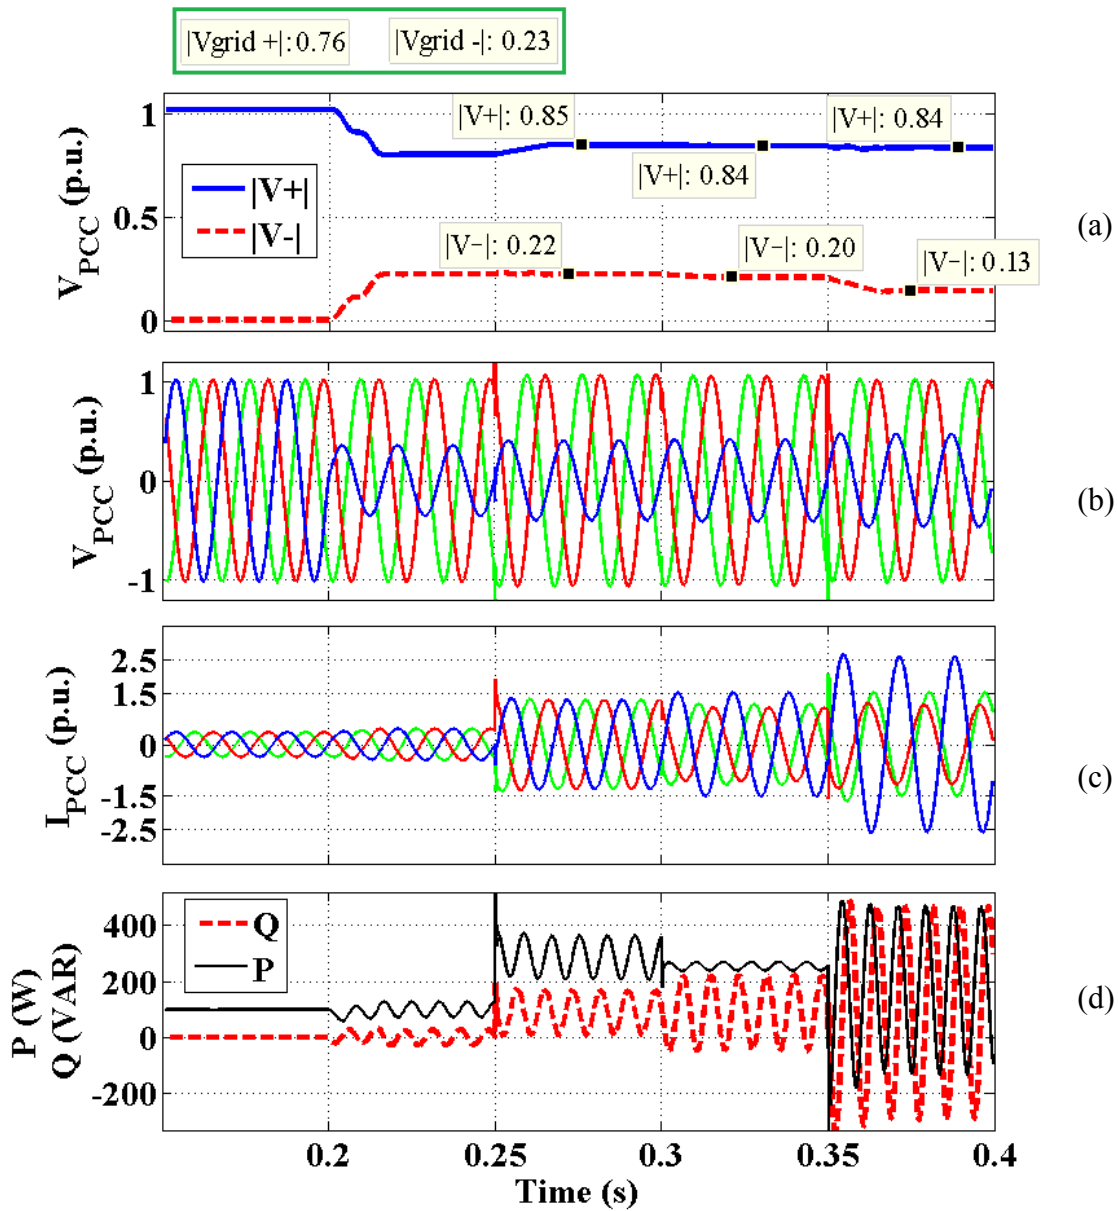 |Vgrid +|:0.76 |Vgrid -|: 0.23
V_PCC (p.u.)
1
0.5
0
|V+|
|V-|
|V+|: 0.85
|V+|: 0.84
|V+|: 0.84
|V-|: 0.22
|V-|: 0.20
|V-|: 0.13
(a)
V_PCC (p.u.)
1
0
-1
(b)
I_PCC (p.u.)
2.5
1.5
0
-1.5
-2.5
(c)
P (W)
Q (VAR)
400
200
0
-200
Q
P
(d)
0.2 0.25 0.3 0.35 0.4
Time (s)